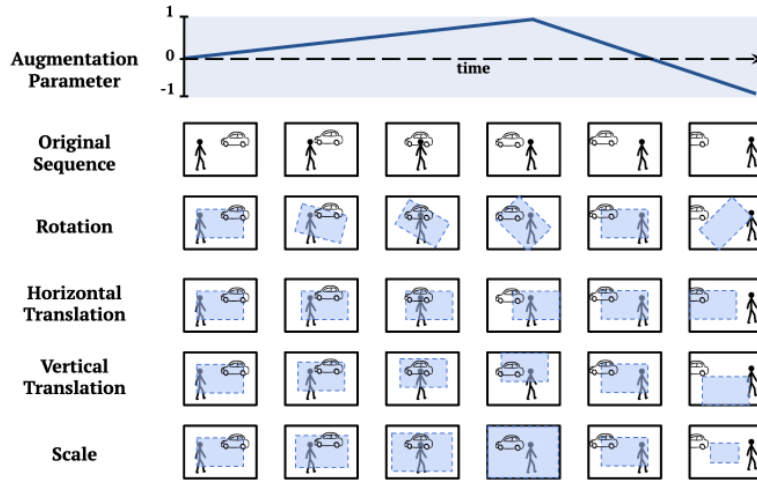 1
Augmentation
Parameter
0
time
-1
Original
Sequence
Rotation
Horizontal
Translation
Vertical
Translation
Scale